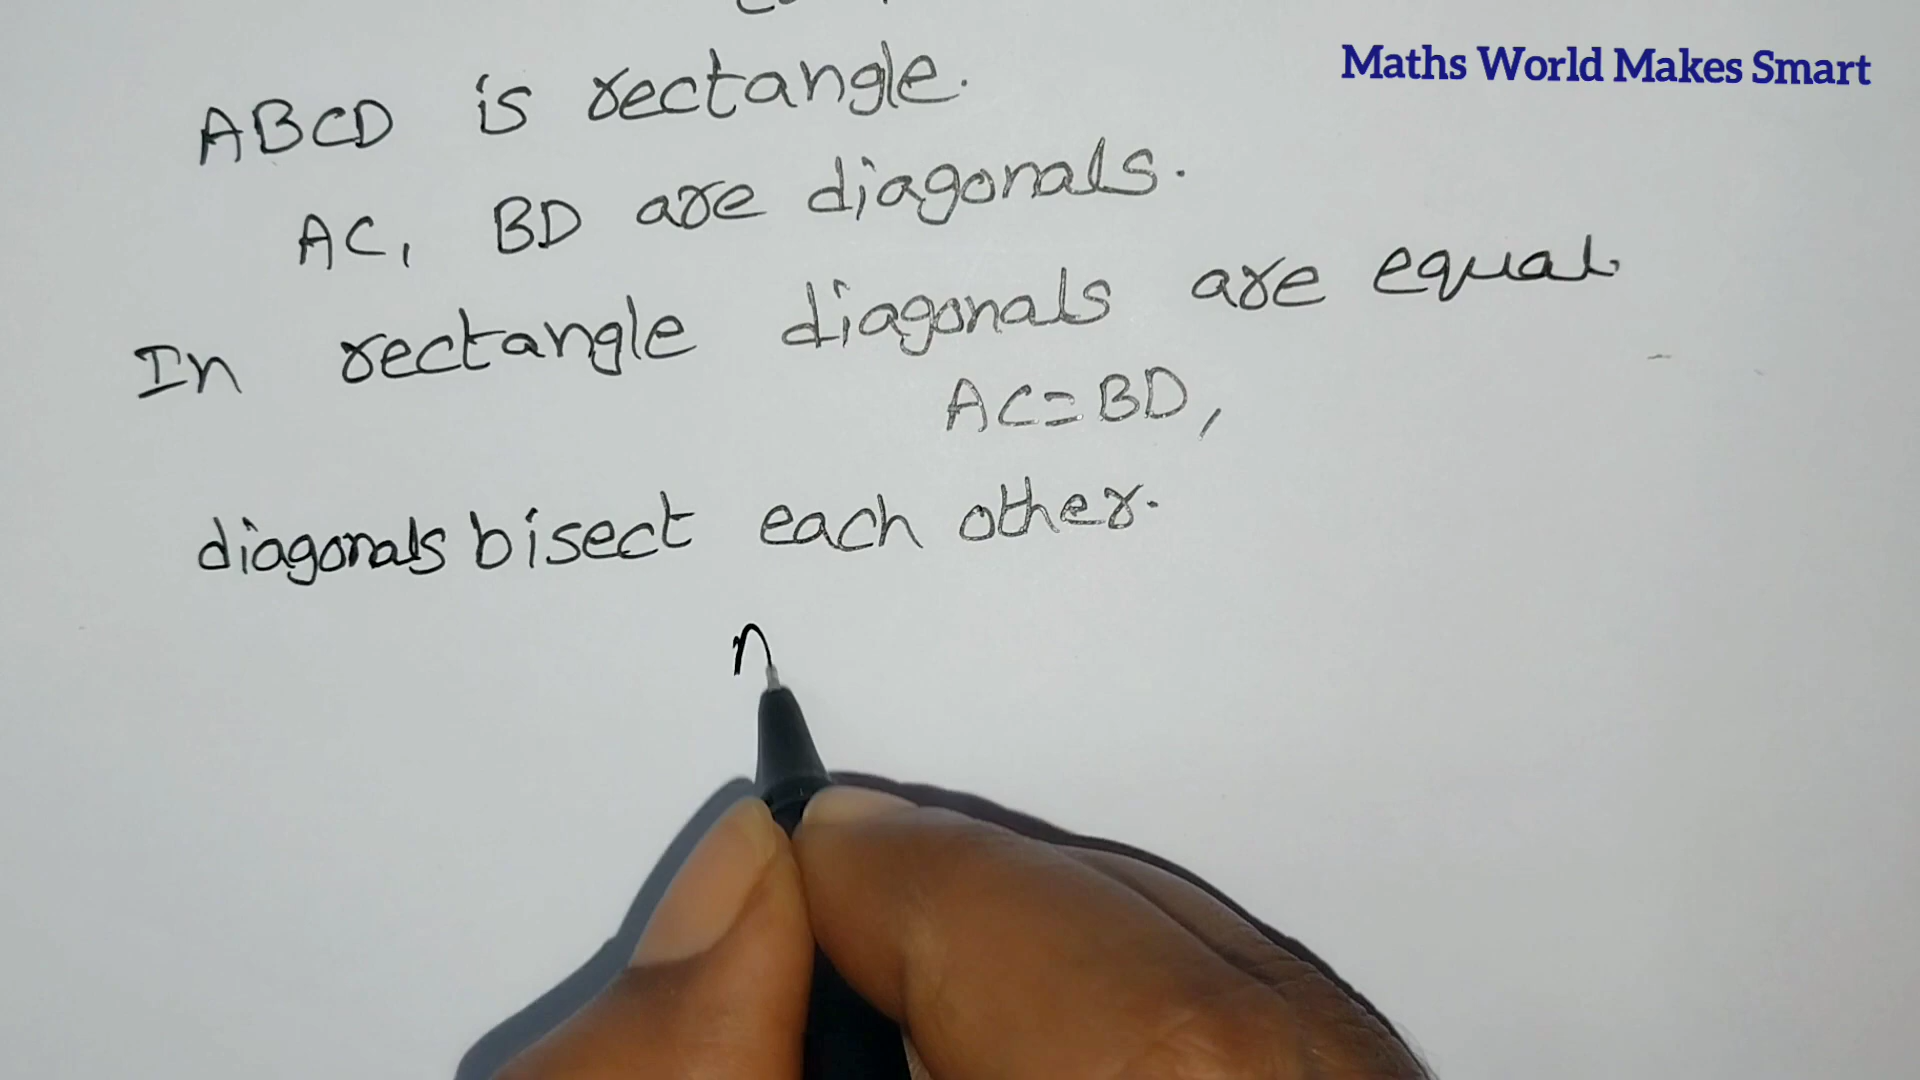 Maths World Makes Smart
ABCD is rectangle.
AC, BD are diagonals.
In rectangle diagonals are equal.
AC=BD,
diagonals bisect each other.